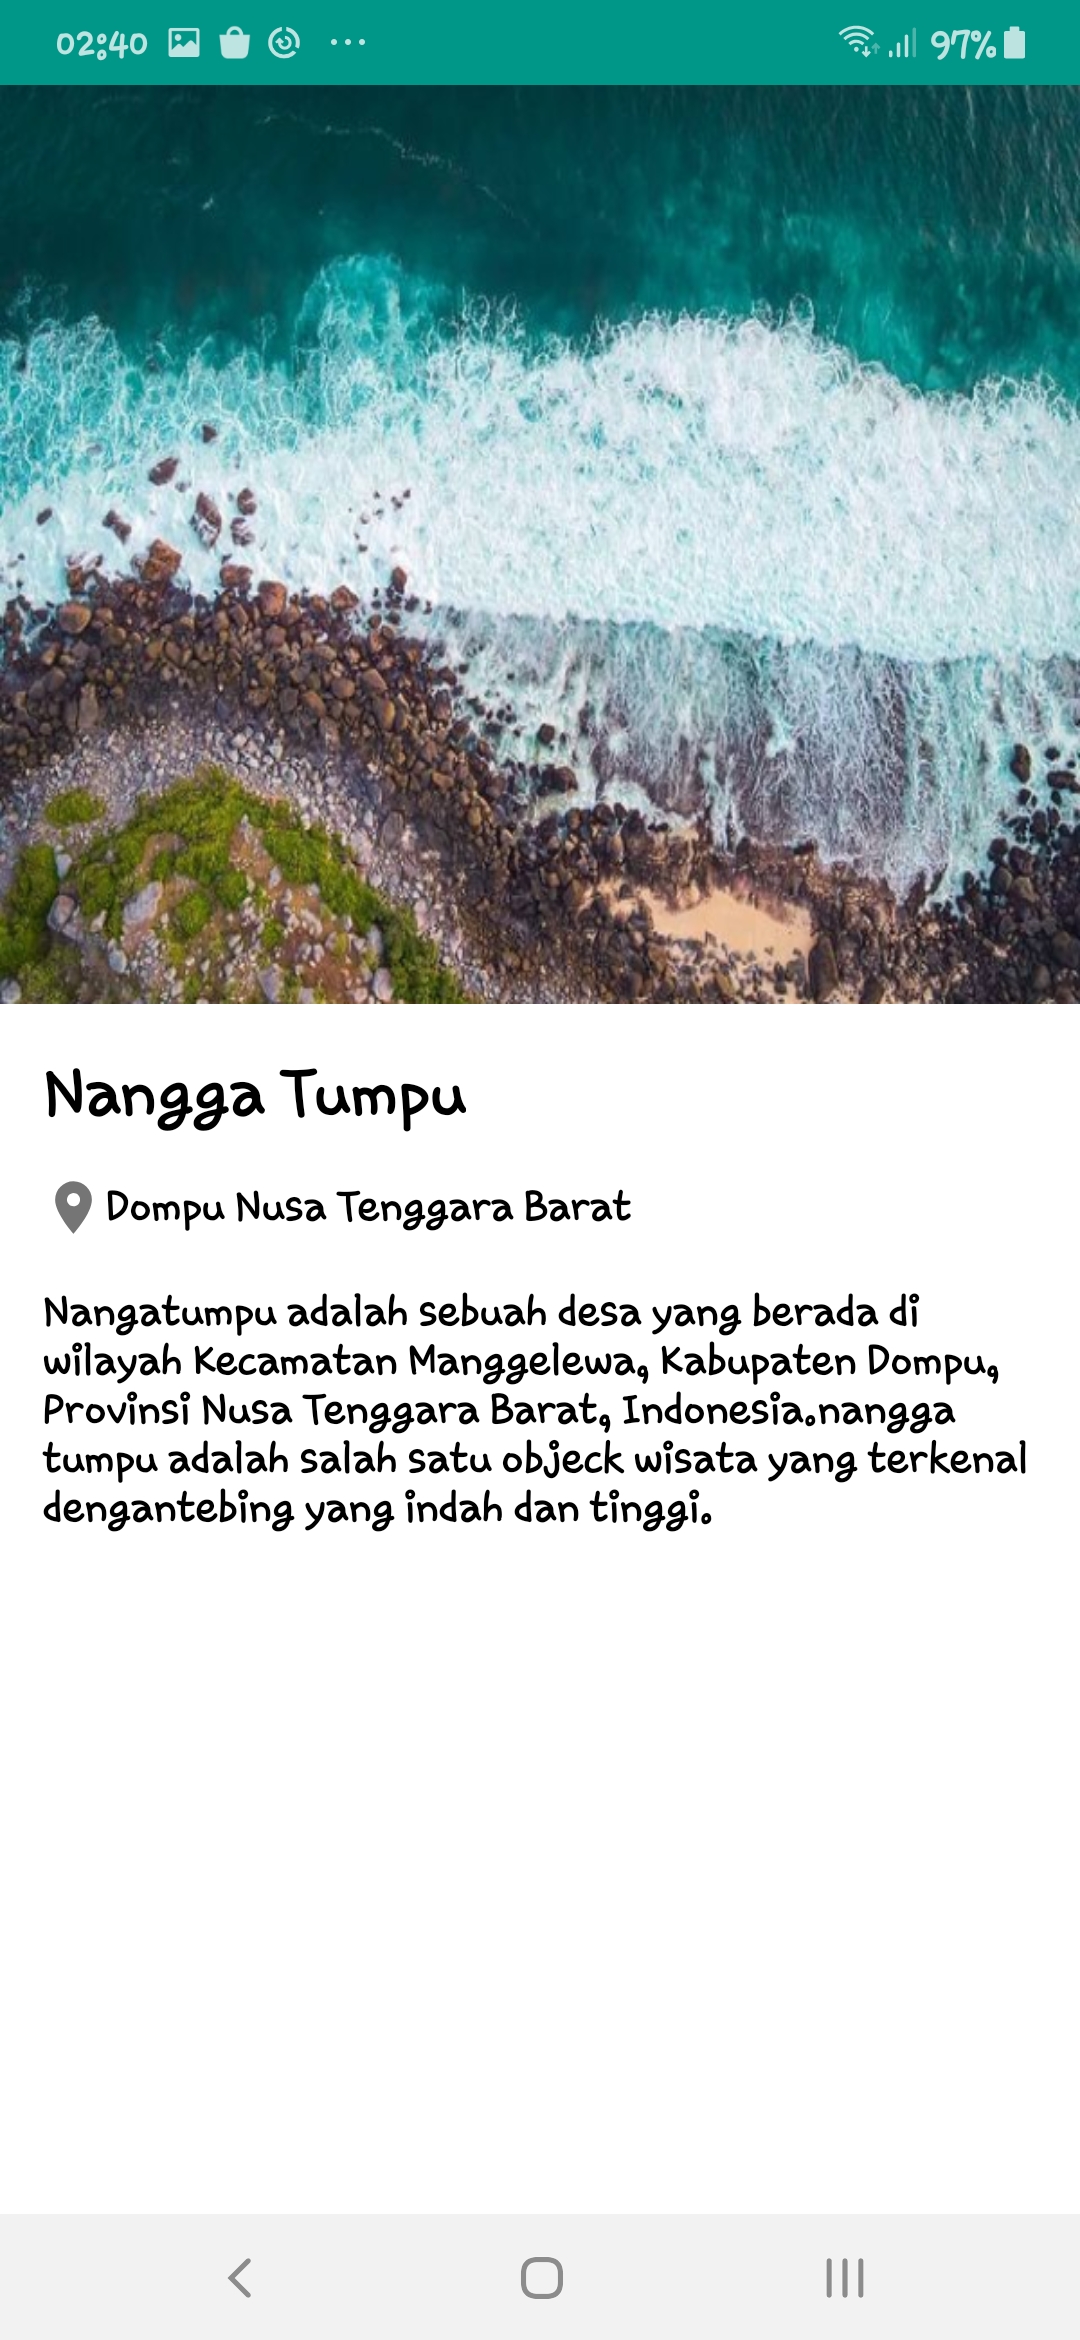 02:40 97%
Nangga Tumpu
Dompu Nusa Tenggara Barat
Nangatumpu adalah sebuah desa yang berada di
wilayah Kecamatan Manggelewa, Kabupaten Dompu,
Provinsi Nusa Tenggara Barat, Indonesia.nangga
tumpu adalah salah satu objeck wisata yang terkenal
dengantebing yang indah dan tinggi.